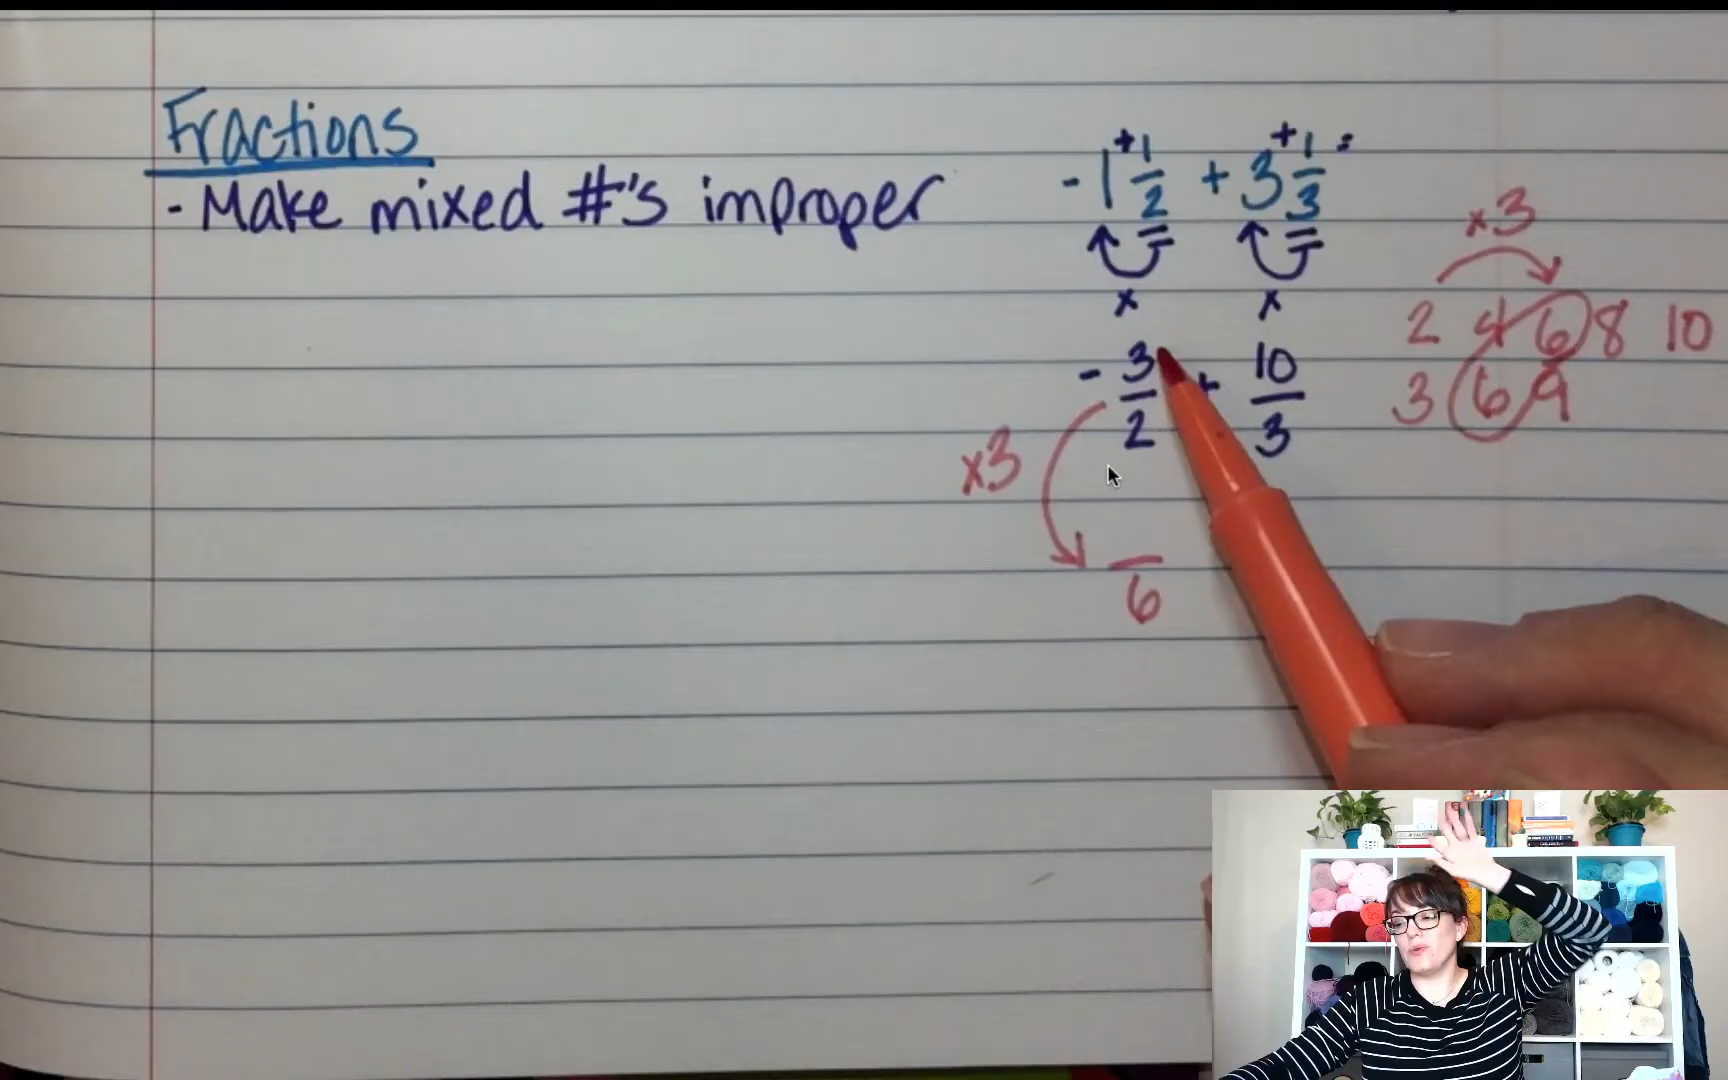 Fractions
- Make mixed #'s improper
+ +
- 1 1/2 + 3 1/3 =
x x
- 3/2 + 10/3
x3
6
x3
2 4 6 8 10
3 6 9